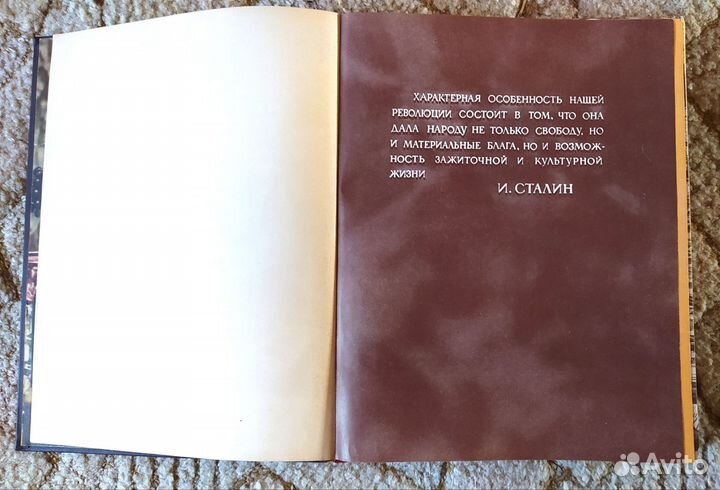 ХАРАКТЕРНАЯ ОСОБЕННОСТЬ НАШЕЙ
РЕВОЛЮЦИИ СОСТОИТ В ТОМ, ЧТО ОНА
ДАЛА НАРОДУ НЕ ТОЛЬКО СВОБОДУ, НО
И МАТЕРИАЛЬНЫЕ БЛАГА, НО И ВОЗМОЖ-
НОСТЬ ЗАЖИТОЧНОЙ И КУЛЬТУРНОЙ
ЖИЗНИ
И. СТАЛИН
Avito